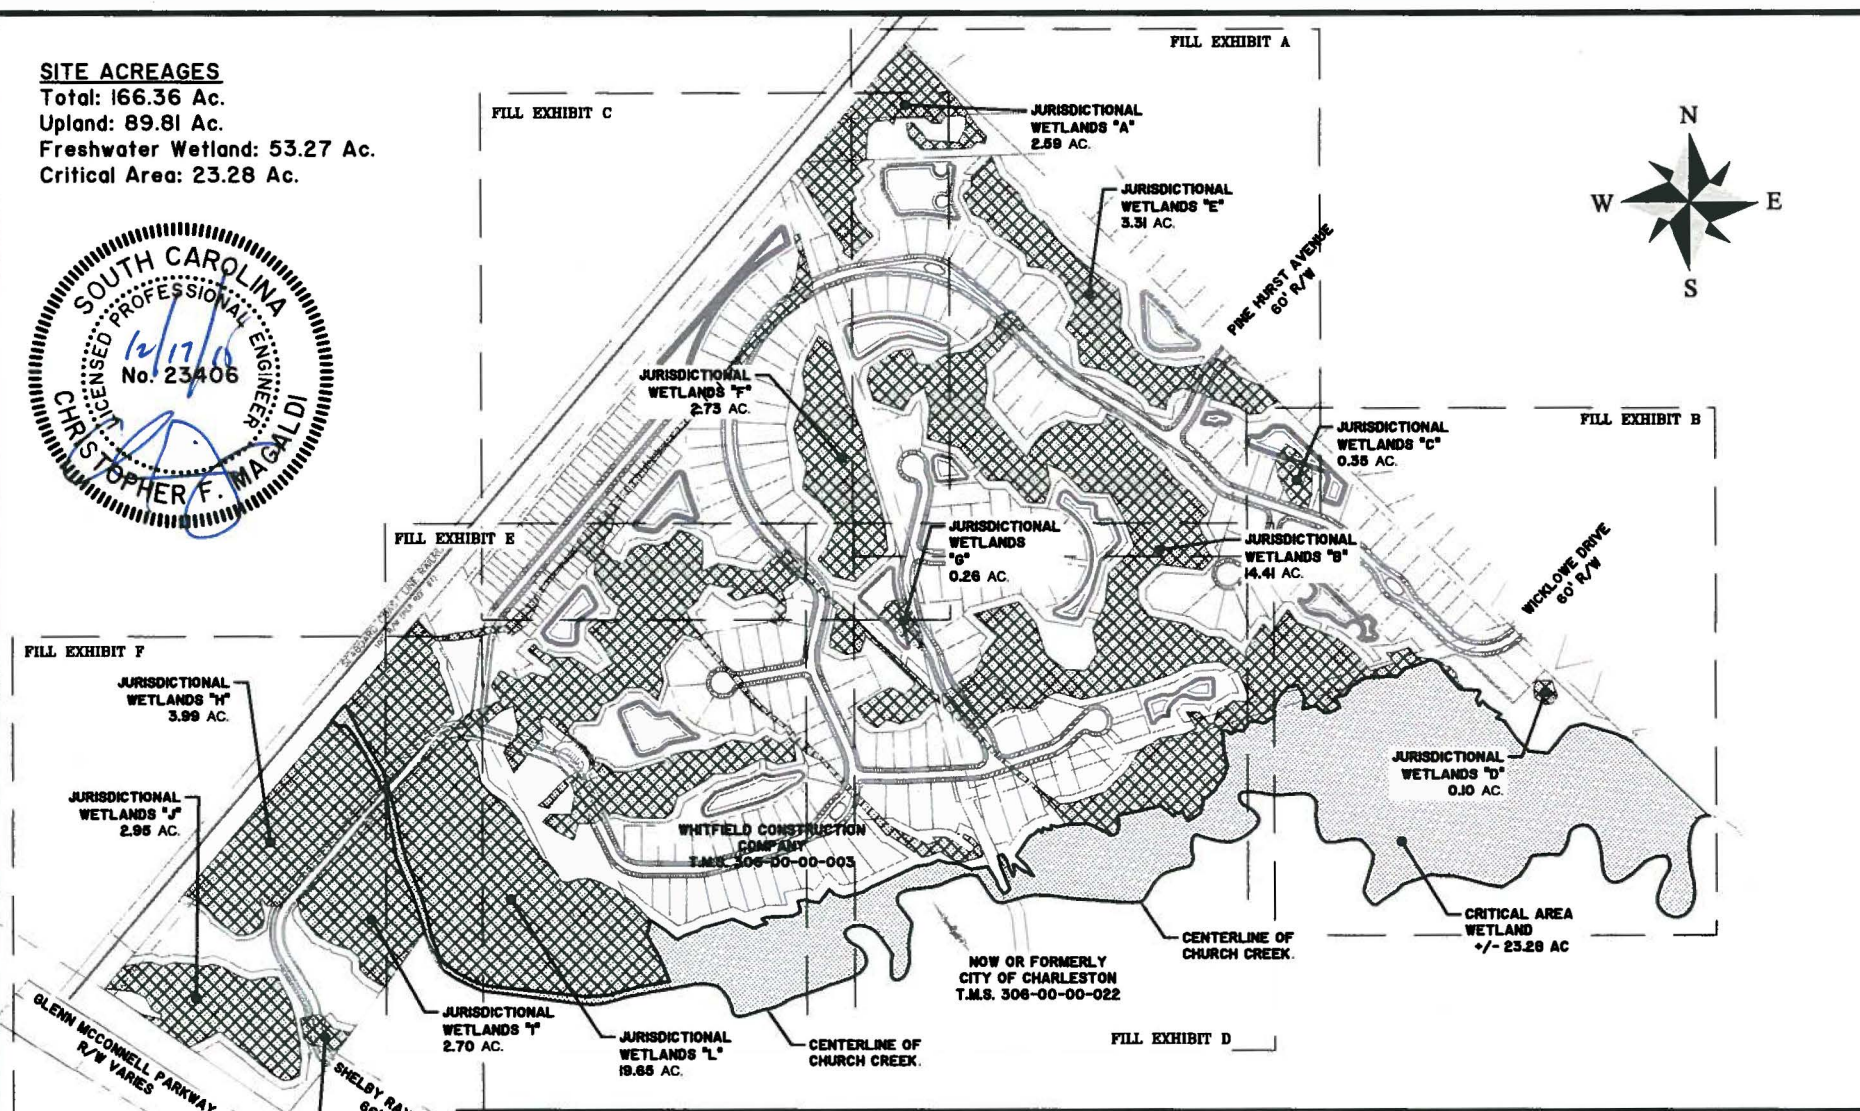 SITE ACREAGES
Total: 166.36 Ac.
Upland: 89.81 Ac.
Freshwater Wetland: 53.27 Ac.
Critical Area: 23.28 Ac.
SOUTH CAROLINA
LICENSED PROFESSIONAL ENGINEER
No. 23406
CHRISTOPHER F. MAGALDI
FILL EXHIBIT A
FILL EXHIBIT C
JURISDICTIONAL
WETLANDS "A"
2.59 AC.
N
W
E
S
JURISDICTIONAL
WETLANDS "E"
3.31 AC.
PINE HURST AVENUE
60' R/W
JURISDICTIONAL
WETLANDS "F"
2.73 AC.
FILL EXHIBIT B
JURISDICTIONAL
WETLANDS "C"
0.35 AC.
FILL EXHIBIT E
JURISDICTIONAL
WETLANDS
"G"
0.26 AC.
JURISDICTIONAL
WETLANDS "B"
14.41 AC.
WICKLOWE DRIVE
60' R/W
FILL EXHIBIT F
JURISDICTIONAL
WETLANDS "H"
3.99 AC.
JURISDICTIONAL
WETLANDS "D"
0.10 AC.
JURISDICTIONAL
WETLANDS "J"
2.95 AC.
WHITFIELD CONSTRUCTION
COMPANY
T.M.S. 306-00-00-003
CRITICAL AREA
WETLAND
+/- 23.28 AC
CENTERLINE OF
CHURCH CREEK.
NOW OR FORMERLY
CITY OF CHARLESTON
T.M.S. 306-00-00-022
JURISDICTIONAL
WETLANDS "I"
2.70 AC.
JURISDICTIONAL
WETLANDS "L"
19.65 AC.
CENTERLINE OF
CHURCH CREEK.
FILL EXHIBIT D
GLENN MCCONNELL PARKWAY
R/W VARIES
SHELBY RAY